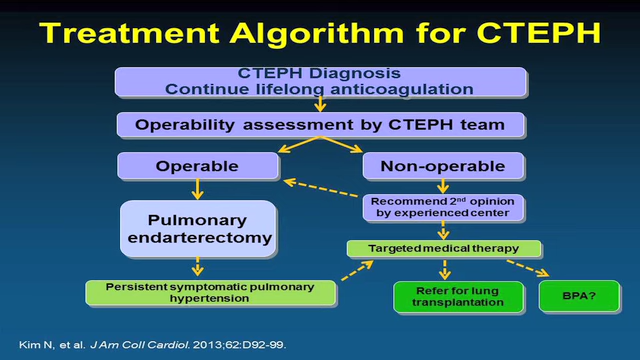 Treatment Algorithm for CTEPH
CTEPH Diagnosis
Continue lifelong anticoagulation
Operability assessment by CTEPH team
Operable
Non-operable
Recommend 2nd opinion
by experienced center
Pulmonary
endarterectomy
Targeted medical therapy
Persistent symptomatic pulmonary
hypertension
Refer for lung
transplantation
BPA?
Kim N, et al. J Am Coll Cardiol. 2013;62:D92-99.